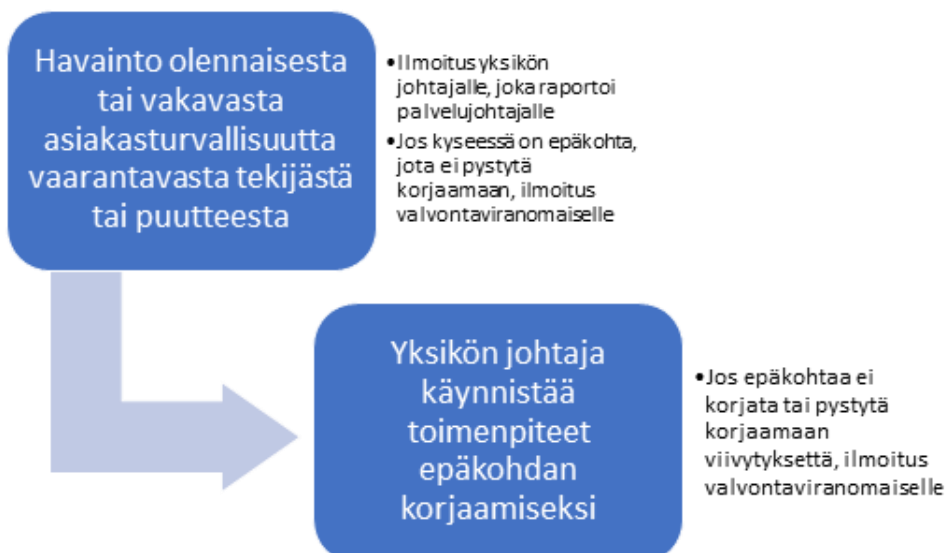 Havainto olennaisesta
tai vakavasta
asiakasturvallisuutta
vaarantavasta tekijästä
tai puutteesta
•Ilmoitus yksikön
johtajalle, joka raportoi
palvelujohtajalle
•Jos kyseessä on epäkohta,
jota ei pystytä
korjaamaan, ilmoitus
valvontaviranomaiselle
Yksikön johtaja
käynnistää
toimenpiteet
epäkohdan
korjaamiseksi
•Jos epäkohtaa ei
korjata tai pystytä
korjaamaan
viivytyksettä, ilmoitus
valvontaviranomaiselle